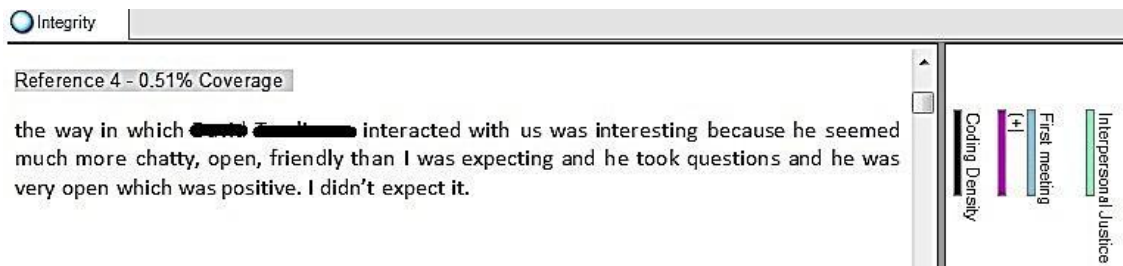 Integrity
Reference 4 - 0.51% Coverage
the way in which interacted with us was interesting because he seemed
much more chatty, open, friendly than I was expecting and he took questions and he was
very open which was positive. I didn't expect it.
Coding Density
(+)
First meeting
Interpersonal Justice